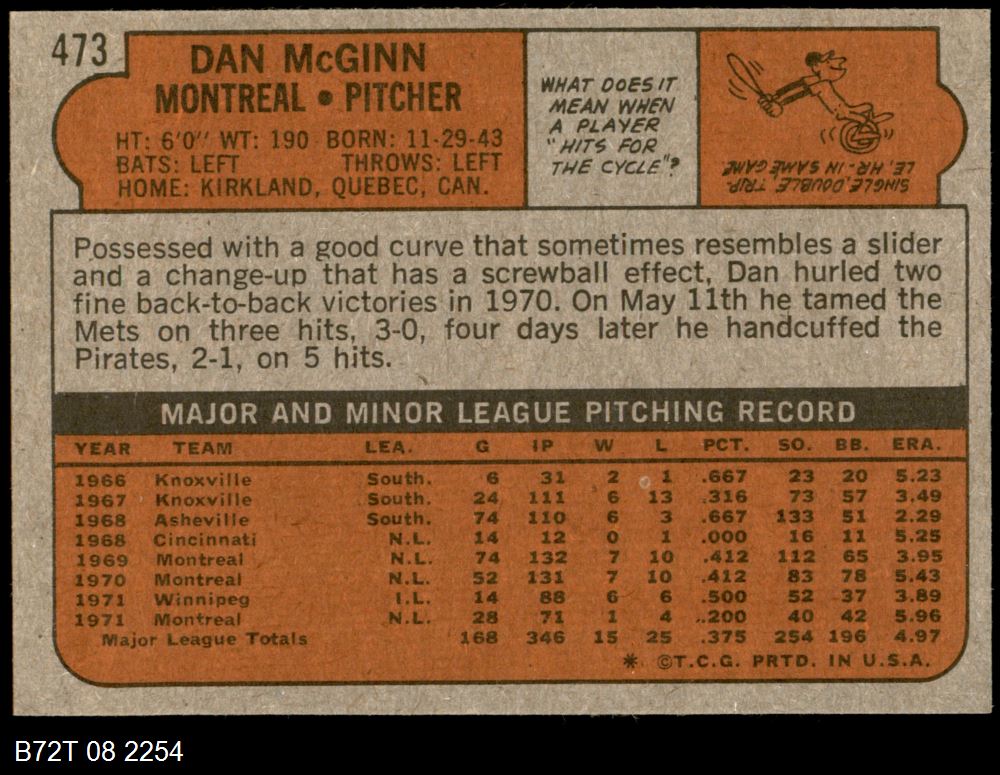 473
DAN McGINN
MONTREAL • PITCHER
HT: 6'0" WT: 190 BORN: 11-29-43
BATS: LEFT THROWS: LEFT
HOME: KIRKLAND, QUEBEC, CAN.
WHAT DOES IT
MEAN WHEN
A PLAYER
"HITS FOR
THE CYCLE"?
SINGLE, DOUBLE, TRIP-
LE, HR.- IN SAME GAME
Possessed with a good curve that sometimes resembles a slider
and a change-up that has a screwball effect, Dan hurled two
fine back-to-back victories in 1970. On May 11th he tamed the
Mets on three hits, 3-0, four days later he handcuffed the
Pirates, 2-1, on 5 hits.
MAJOR AND MINOR LEAGUE PITCHING RECORD
YEAR TEAM LEA. G IP W L PCT. SO. BB. ERA.
1966 Knoxville South. 6 31 2 1 .667 23 20 5.23
1967 Knoxville South. 24 111 6 13 .316 73 57 3.49
1968 Asheville South. 74 110 6 3 .667 133 51 2.29
1968 Cincinnati N.L. 14 12 0 1 .000 16 11 5.25
1969 Montreal N.L. 74 132 7 10 .412 112 65 3.95
1970 Montreal N.L. 52 131 7 10 .412 83 78 5.43
1971 Winnipeg I.L. 14 88 6 6 .500 52 37 3.89
1971 Montreal N.L. 28 71 1 4 .200 40 42 5.96
Major League Totals 168 346 15 25 .375 254 196 4.97
* ©T.C.G. PRTD. IN U.S.A.
B72T 08 2254